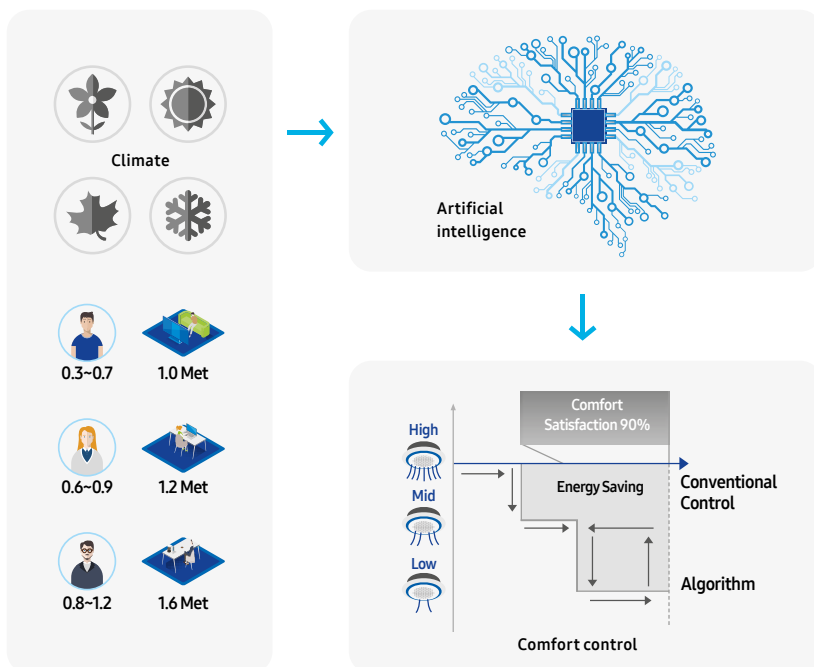 Climate
0.3~0.7
1.0 Met
0.6~0.9
1.2 Met
0.8~1.2
1.6 Met
Artificial
intelligence
Comfort
Satisfaction 90%
High
Mid
Low
Energy Saving
Conventional
Control
Algorithm
Comfort control